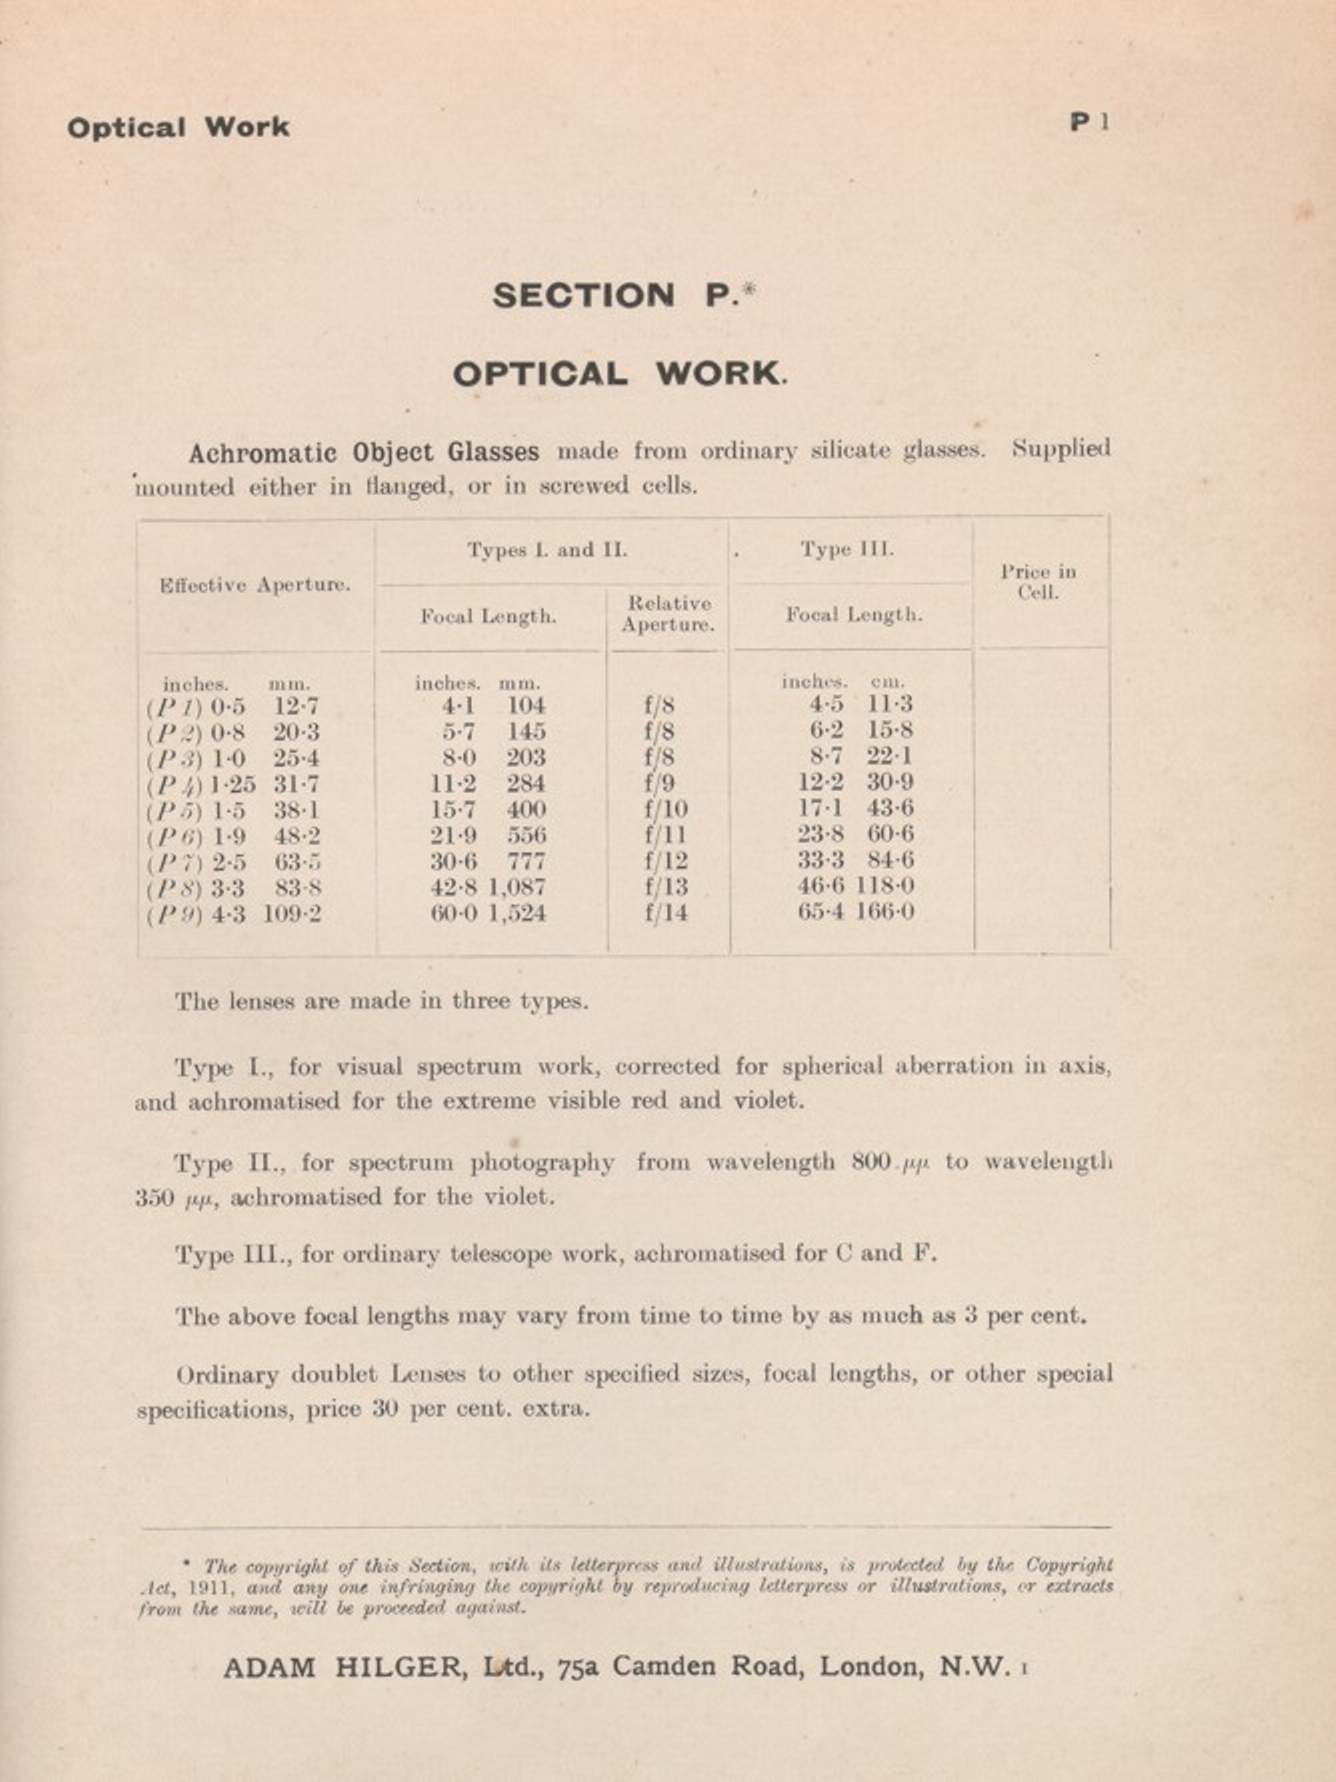 Optical Work P 1
SECTION P.*
OPTICAL WORK.
Achromatic Object Glasses made from ordinary silicate glasses. Supplied
mounted either in flanged, or in screwed cells.
Effective Aperture. Types I. and II. Type III. Price in Cell.
Focal Length. Relative Aperture. Focal Length.
inches. mm. inches. mm. inches. cm.
(P 1) 0·5 12·7 4·1 104 f/8 4·5 11·3
(P 2) 0·8 20·3 5·7 145 f/8 6·2 15·8
(P 3) 1·0 25·4 8·0 203 f/8 8·7 22·1
(P 4) 1·25 31·7 11·2 284 f/9 12·2 30·9
(P 5) 1·5 38·1 15·7 400 f/10 17·1 43·6
(P 6) 1·9 48·2 21·9 556 f/11 23·8 60·6
(P 7) 2·5 63·5 30·6 777 f/12 33·3 84·6
(P 8) 3·3 83·8 42·8 1,087 f/13 46·6 118·0
(P 9) 4·3 109·2 60·0 1,524 f/14 65·4 166·0
The lenses are made in three types.
Type I., for visual spectrum work, corrected for spherical aberration in axis,
and achromatised for the extreme visible red and violet.
Type II., for spectrum photography from wavelength 800 μμ to wavelength
350 μμ, achromatised for the violet.
Type III., for ordinary telescope work, achromatised for C and F.
The above focal lengths may vary from time to time by as much as 3 per cent.
Ordinary doublet Lenses to other specified sizes, focal lengths, or other special
specifications, price 30 per cent. extra.
* The copyright of this Section, with its letterpress and illustrations, is protected by the Copyright
Act, 1911, and any one infringing the copyright by reproducing letterpress or illustrations, or extracts
from the same, will be proceeded against.
ADAM HILGER, Ltd., 75a Camden Road, London, N.W. 1